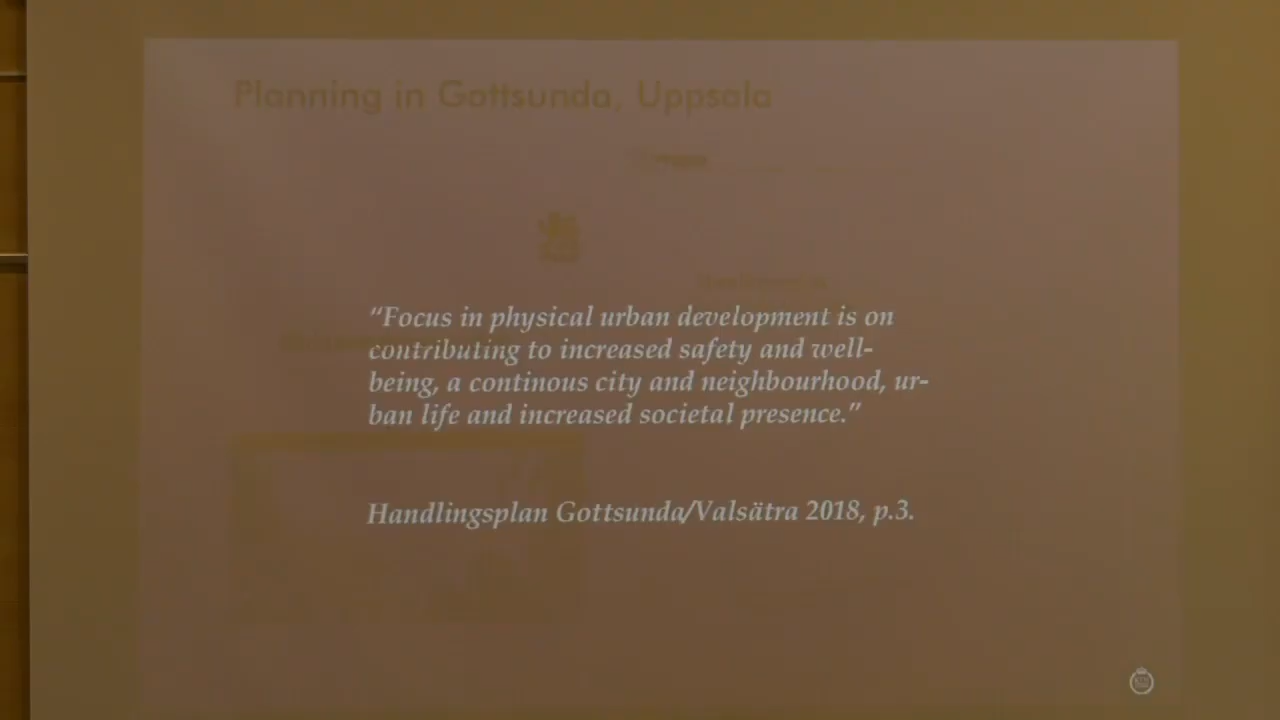 Planning in Gottsunda, Uppsala
“Focus in physical urban development is on
contributing to increased safety and well-
being, a continous city and neighbourhood, ur-
ban life and increased societal presence.”
Handlingsplan Gottsunda/Valsätra 2018, p.3.